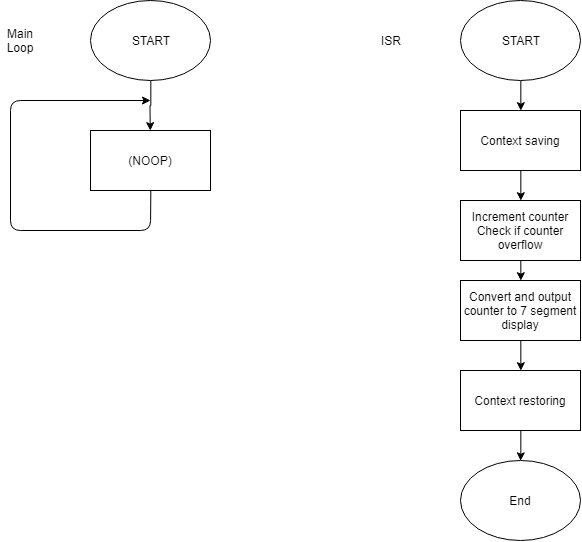 Main
Loop
START
(NOOP)
ISR
START
Context saving
Increment counter
Check if counter
overflow
Convert and output
counter to 7 segment
display
Context restoring
End